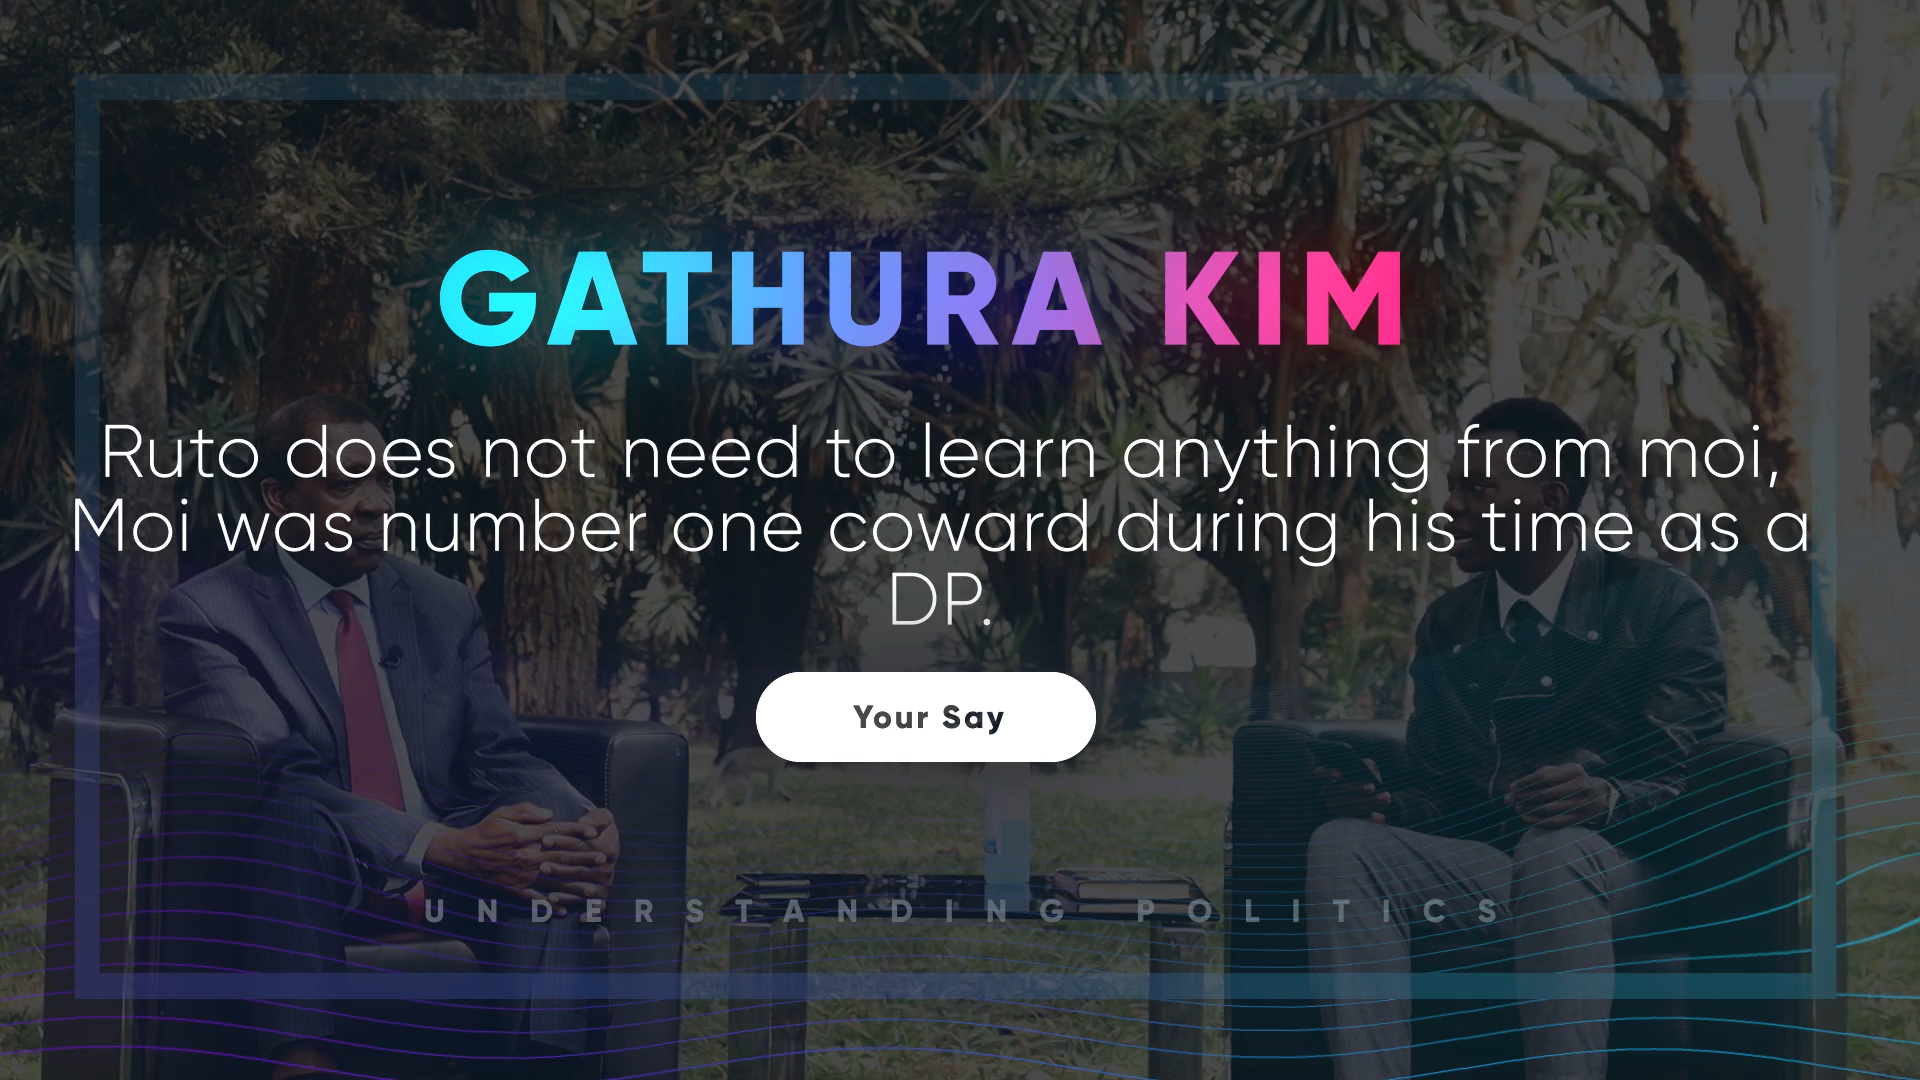 GATHURA KIM
Ruto does not need to learn anything from moi,
Moi was number one coward during his time as a
DP.
Your Say
UNDERSTANDING POLITICS